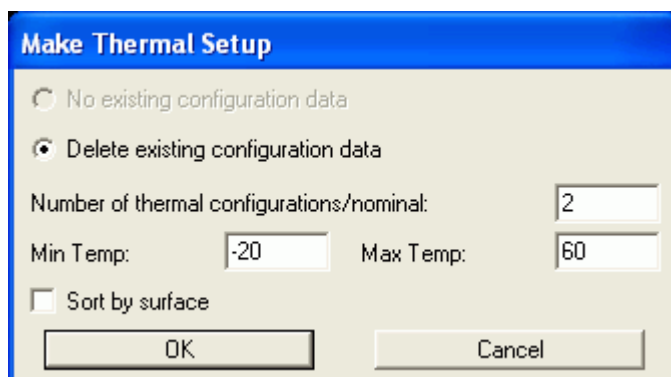 Make Thermal Setup
No existing configuration data
Delete existing configuration data
Number of thermal configurations/nominal: 2
Min Temp: -20 Max Temp: 60
Sort by surface
OK Cancel